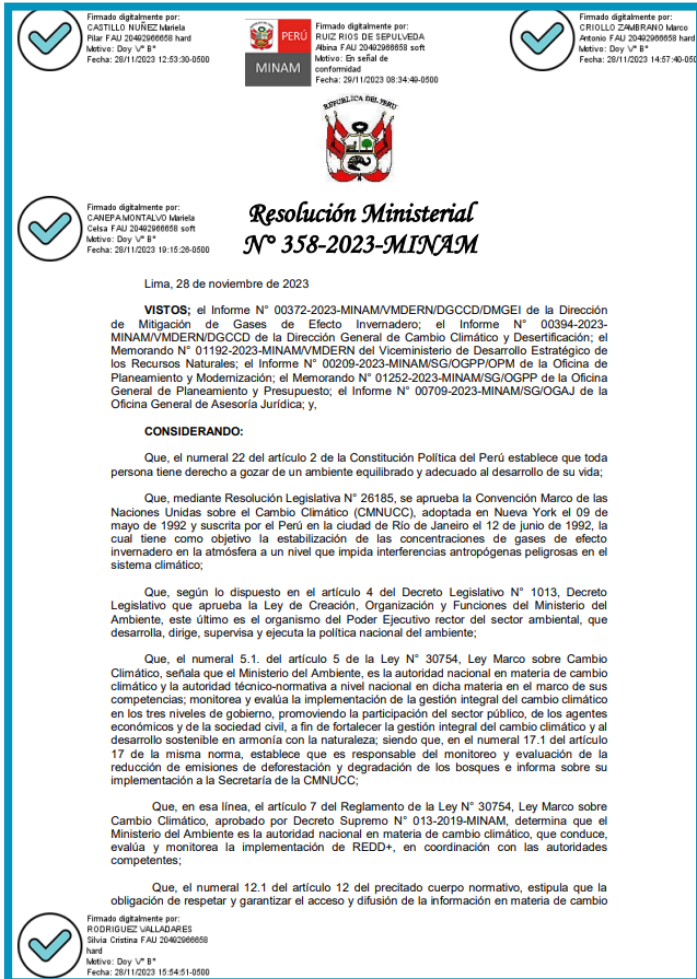 Firmado digitalmente por:
CASTILLO NUÑEZ Mariela
Pilar FAU 20492966658 hard
Motivo: Doy V° B°
Fecha: 28/11/2023 12:53:30-0500
PERÚ
MINAM
Firmado digitalmente por:
RUIZ RIOS DE SEPULVEDA
Albina FAU 20492966658 soft
Motivo: En señal de
conformidad
Fecha: 29/11/2023 08:34:49-0500
Firmado digitalmente por:
CRIOLLO ZAMBRANO Marco
Antonio FAU 20492966658 hard
Motivo: Doy V° B°
Fecha: 28/11/2023 14:57:40-050
REPUBLICA DEL PERU
Firmado digitalmente por:
CANEPA MONTALVO Mariela
Celsa FAU 20492966658 soft
Motivo: Doy V° B°
Fecha: 28/11/2023 19:15:26-0500
Resolución Ministerial
N° 358-2023-MINAM
Lima, 28 de noviembre de 2023
VISTOS; el Informe N° 00372-2023-MINAM/VMDERN/DGCCD/DMGEI de la Dirección
de Mitigación de Gases de Efecto Invernadero; el Informe N° 00394-2023-
MINAM/VMDERN/DGCCD de la Dirección General de Cambio Climático y Desertificación; el
Memorando N° 01192-2023-MINAM/VMDERN del Viceministerio de Desarrollo Estratégico de
los Recursos Naturales; el Informe N° 00209-2023-MINAM/SG/OGPP/OPM de la Oficina de
Planeamiento y Modernización; el Memorando N° 01252-2023-MINAM/SG/OGPP de la Oficina
General de Planeamiento y Presupuesto; el Informe N° 00709-2023-MINAM/SG/OGAJ de la
Oficina General de Asesoría Jurídica; y,
CONSIDERANDO:
Que, el numeral 22 del artículo 2 de la Constitución Política del Perú establece que toda
persona tiene derecho a gozar de un ambiente equilibrado y adecuado al desarrollo de su vida;
Que, mediante Resolución Legislativa N° 26185, se aprueba la Convención Marco de las
Naciones Unidas sobre el Cambio Climático (CMNUCC), adoptada en Nueva York el 09 de
mayo de 1992 y suscrita por el Perú en la ciudad de Río de Janeiro el 12 de junio de 1992, la
cual tiene como objetivo la estabilización de las concentraciones de gases de efecto
invernadero en la atmósfera a un nivel que impida interferencias antropógenas peligrosas en el
sistema climático;
Que, según lo dispuesto en el artículo 4 del Decreto Legislativo N° 1013, Decreto
Legislativo que aprueba la Ley de Creación, Organización y Funciones del Ministerio del
Ambiente, este último es el organismo del Poder Ejecutivo rector del sector ambiental, que
desarrolla, dirige, supervisa y ejecuta la política nacional del ambiente;
Que, el numeral 5.1. del artículo 5 de la Ley N° 30754, Ley Marco sobre Cambio
Climático, señala que el Ministerio del Ambiente, es la autoridad nacional en materia de cambio
climático y la autoridad técnico-normativa a nivel nacional en dicha materia en el marco de sus
competencias; monitorea y evalúa la implementación de la gestión integral del cambio climático
en los tres niveles de gobierno, promoviendo la participación del sector público, de los agentes
económicos y de la sociedad civil, a fin de fortalecer la gestión integral del cambio climático y al
desarrollo sostenible en armonía con la naturaleza; siendo que, en el numeral 17.1 del artículo
17 de la misma norma, establece que es responsable del monitoreo y evaluación de la
reducción de emisiones de deforestación y degradación de los bosques e informa sobre su
implementación a la Secretaría de la CMNUCC;
Que, en esa línea, el artículo 7 del Reglamento de la Ley N° 30754, Ley Marco sobre
Cambio Climático, aprobado por Decreto Supremo N° 013-2019-MINAM, determina que el
Ministerio del Ambiente es la autoridad nacional en materia de cambio climático, que conduce,
evalúa y monitorea la implementación de REDD+, en coordinación con las autoridades
competentes;
Que, el numeral 12.1 del artículo 12 del precitado cuerpo normativo, estipula que la
obligación de respetar y garantizar el acceso y difusión de la información en materia de cambio
Firmado digitalmente por:
RODRIGUEZ VALLADARES
Silvia Cristina FAU 20492966658
hard
Motivo: Doy V° B°
Fecha: 28/11/2023 15:54:51-0500